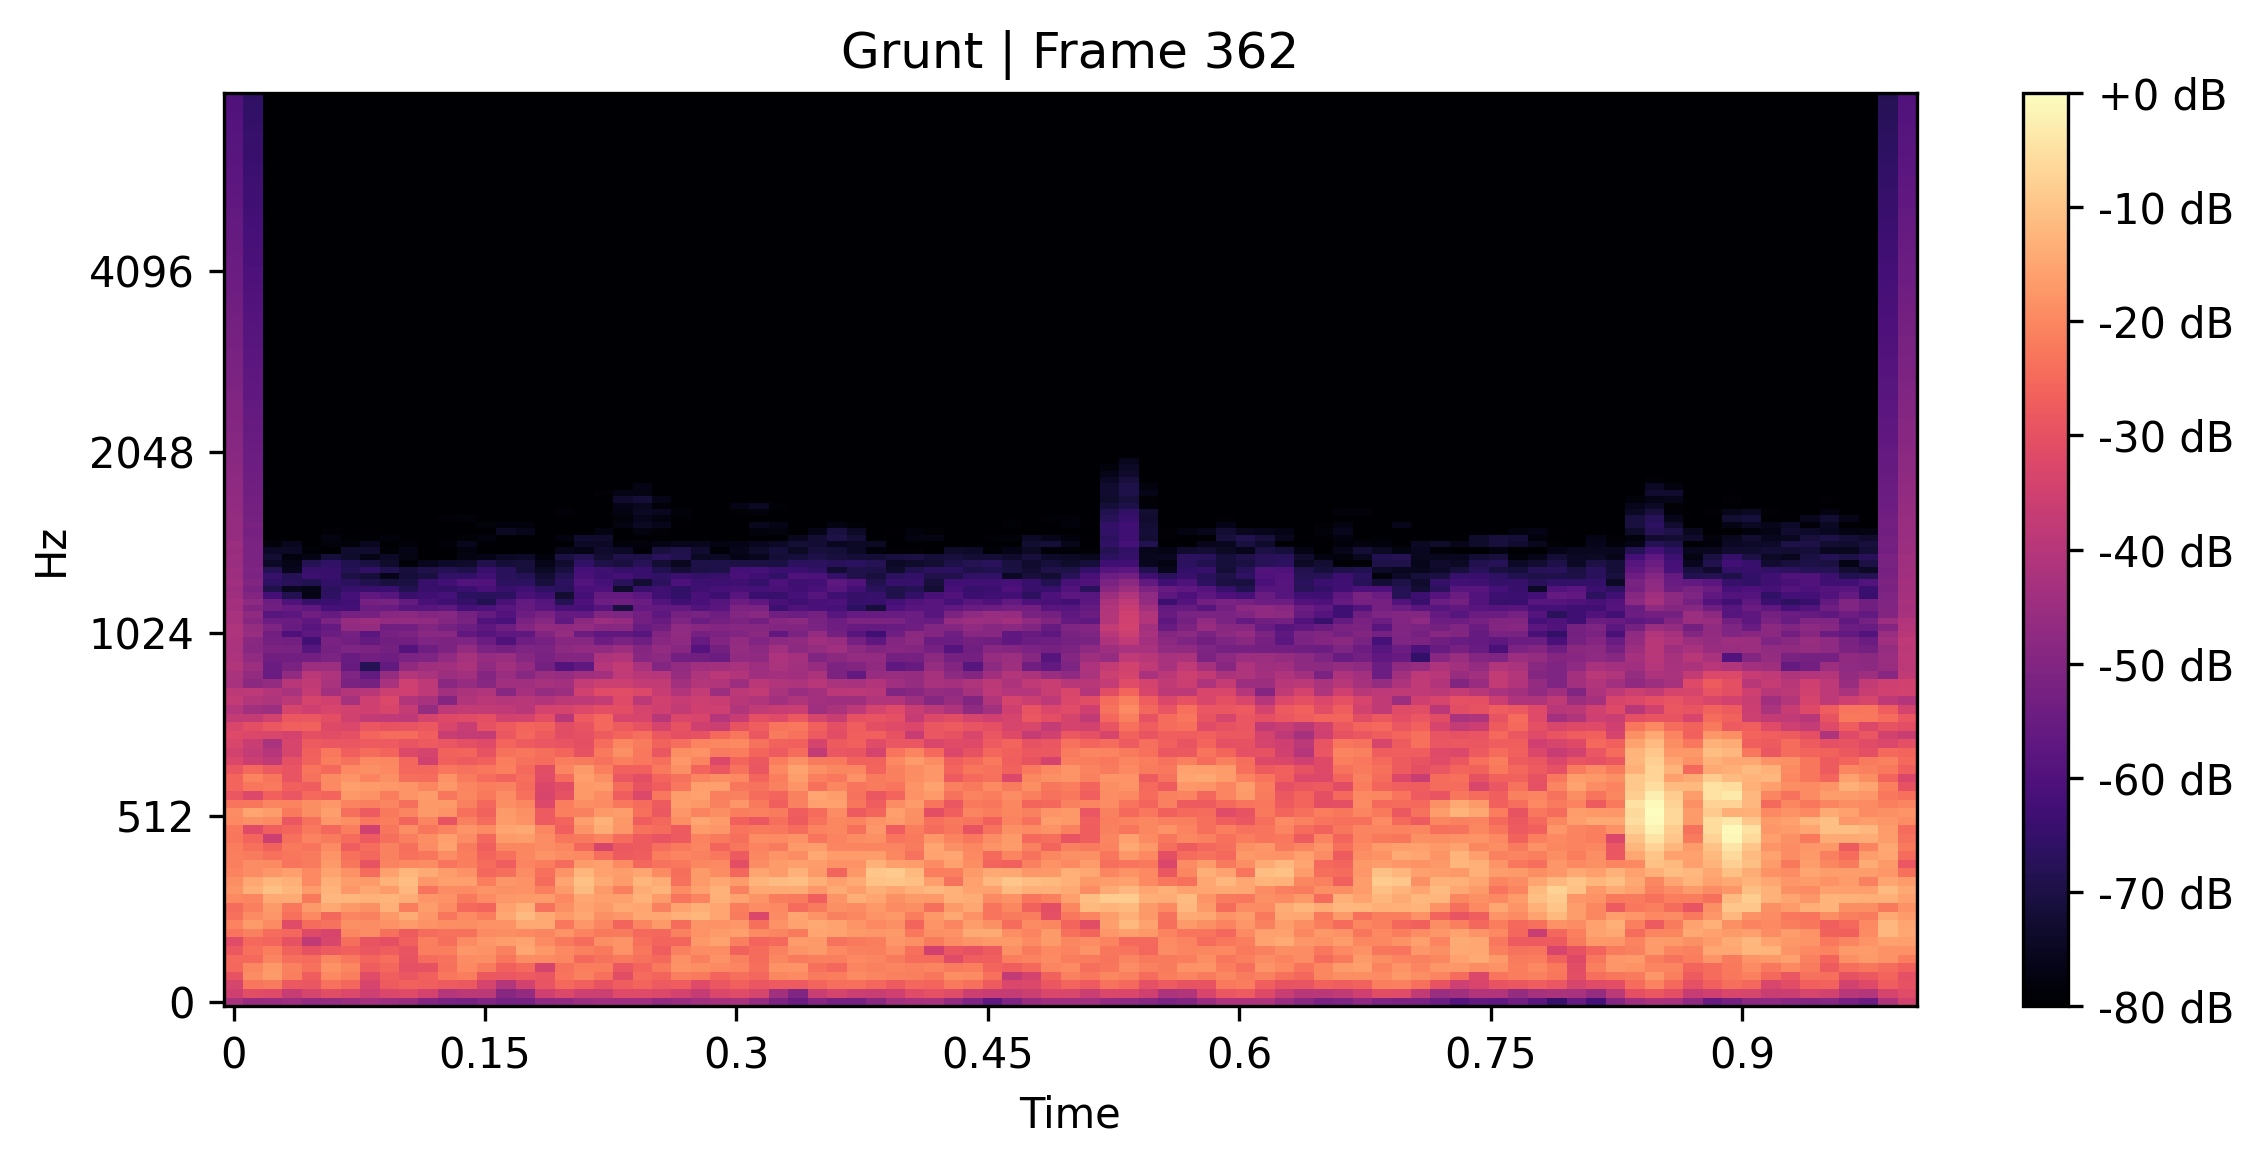 Grunt | Frame 362
Hz
4096
2048
1024
512
0
0 0.15 0.3 0.45 0.6 0.75 0.9
Time
+0 dB
-10 dB
-20 dB
-30 dB
-40 dB
-50 dB
-60 dB
-70 dB
-80 dB